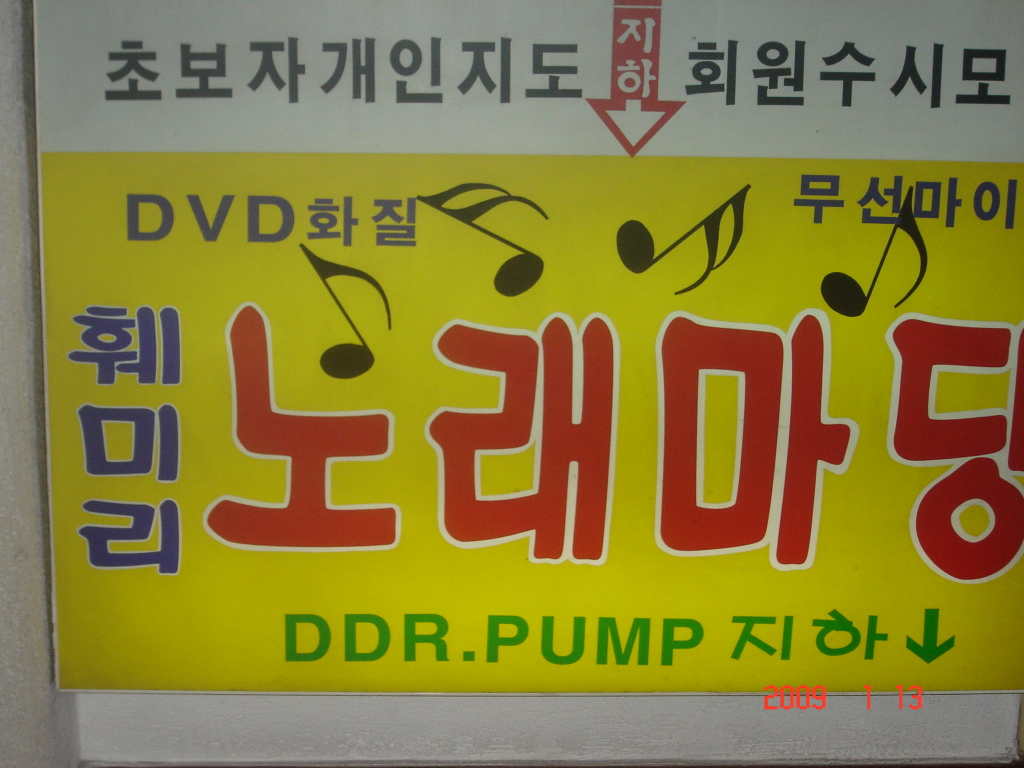 초보자개인지도 지하 회원수시모
DVD화질 무선마이
훼미리
노래마당
DDR.PUMP 지하↓
2009 1 13